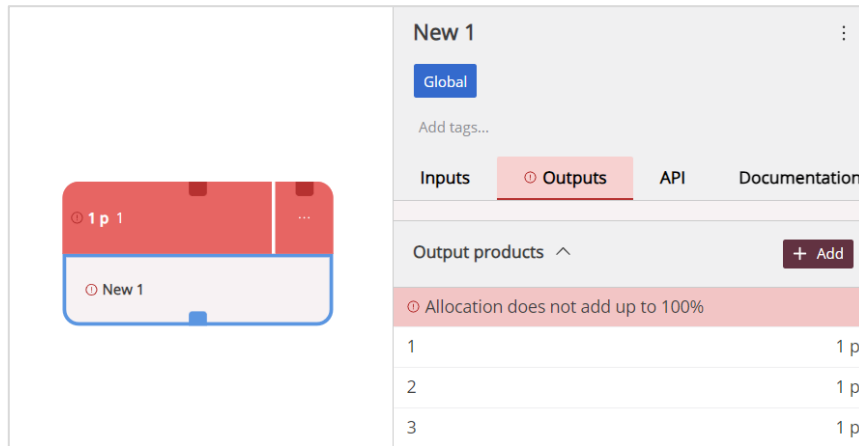 New 1
Global
Add tags...
Inputs Outputs API Documentation
1 p 1 ...
New 1
Output products + Add
Allocation does not add up to 100%
1 1 p
2 1 p
3 1 p